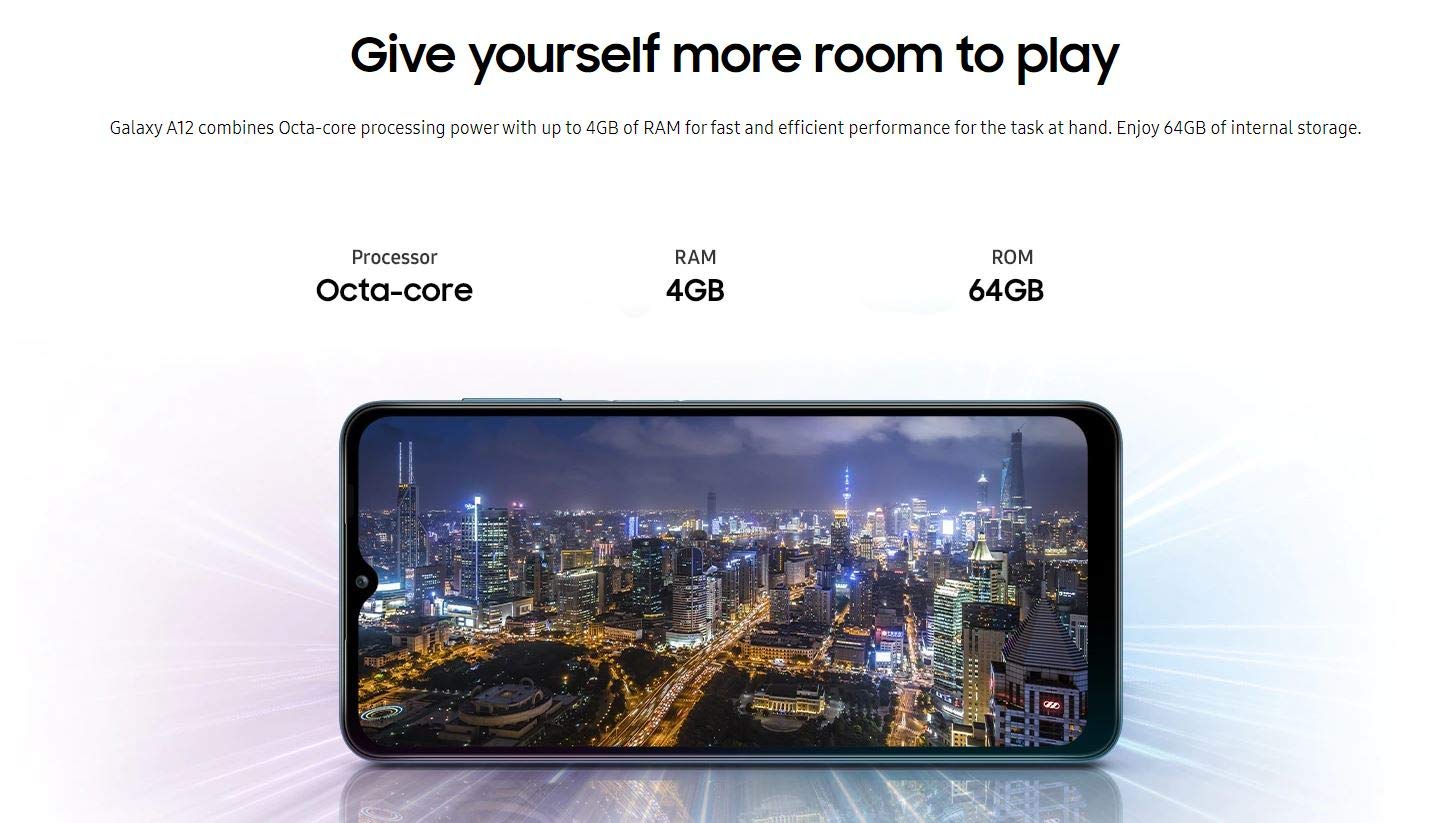 Give yourself more room to play
Galaxy A12 combines Octa-core processing power with up to 4GB of RAM for fast and efficient performance for the task at hand. Enjoy 64GB of internal storage.
Processor
Octa-core
RAM
4GB
ROM
64GB